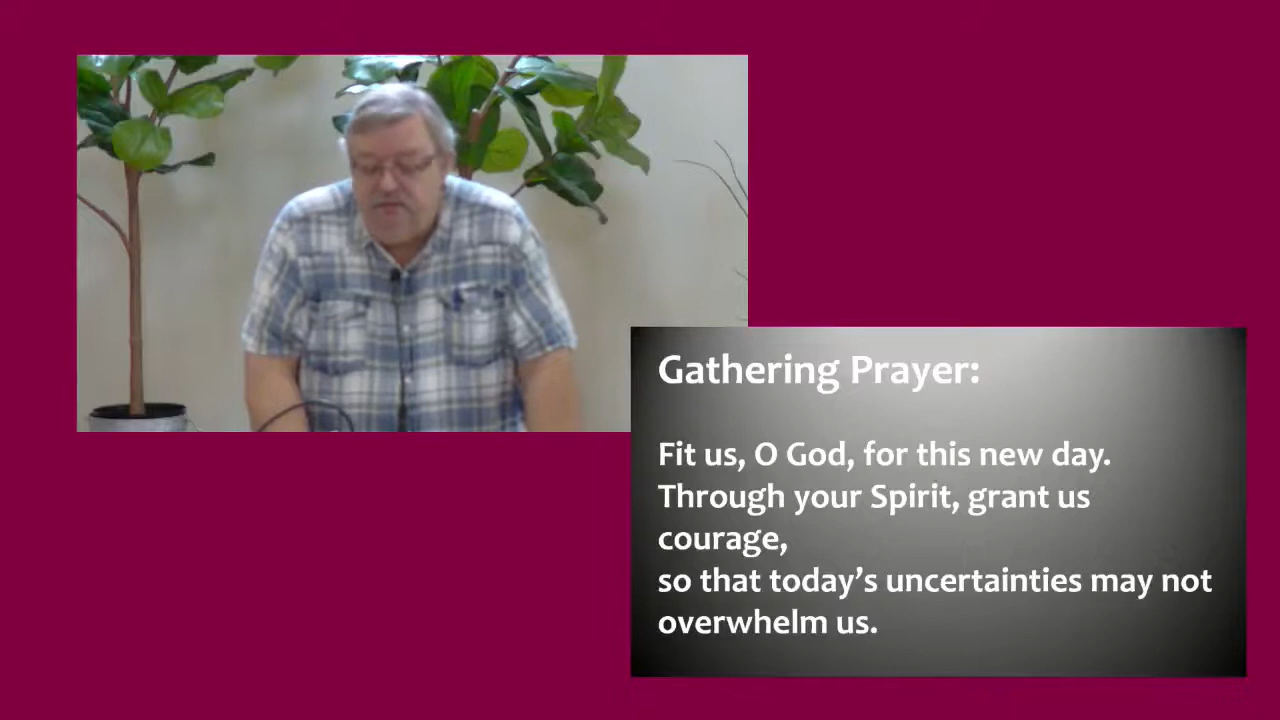 Gathering Prayer:
Fit us, O God, for this new day.
Through your Spirit, grant us
courage,
so that today’s uncertainties may not
overwhelm us.